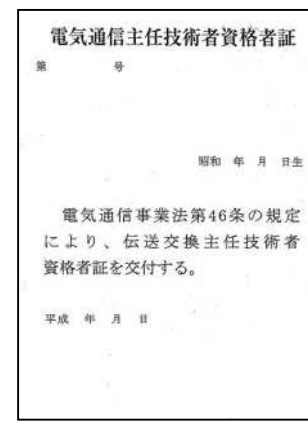 電気通信主任技術者資格者証
第　　　号
昭和　年　月　日生
電気通信事業法第46条の規定
により、伝送交換主任技術者
資格者証を交付する。
平成　年　月　日